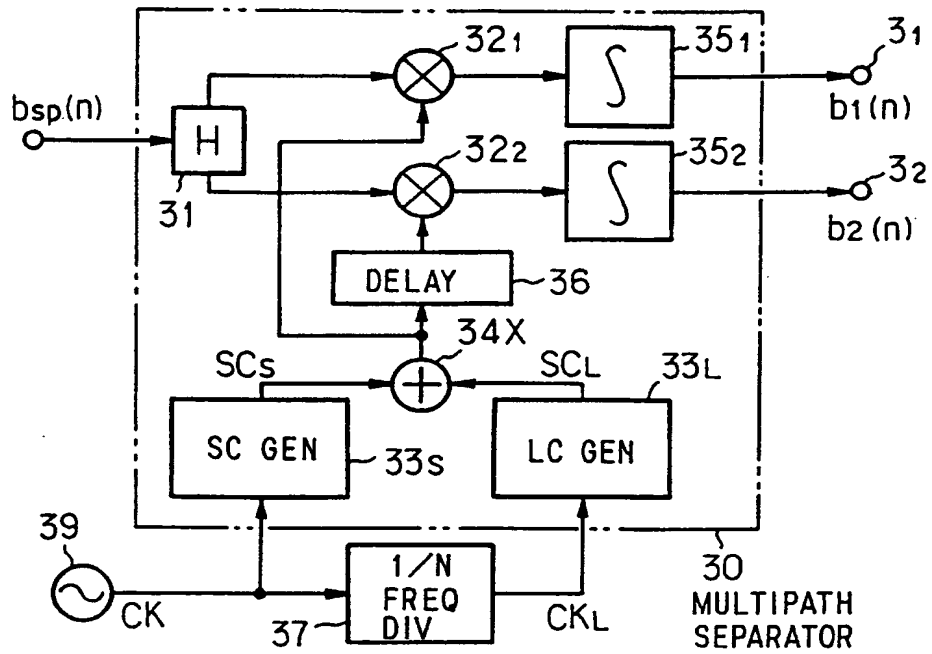 32₁
35₁
3₁
bsp(n)
H
∫
b1(n)
31
32₂
35₂
3₂
∫
b2(n)
DELAY
36
34X
SCs
SCL
33L
SC GEN
33s
LC GEN
39
CK
1/N
FREQ
DIV
37
CKL
30
MULTIPATH
SEPARATOR